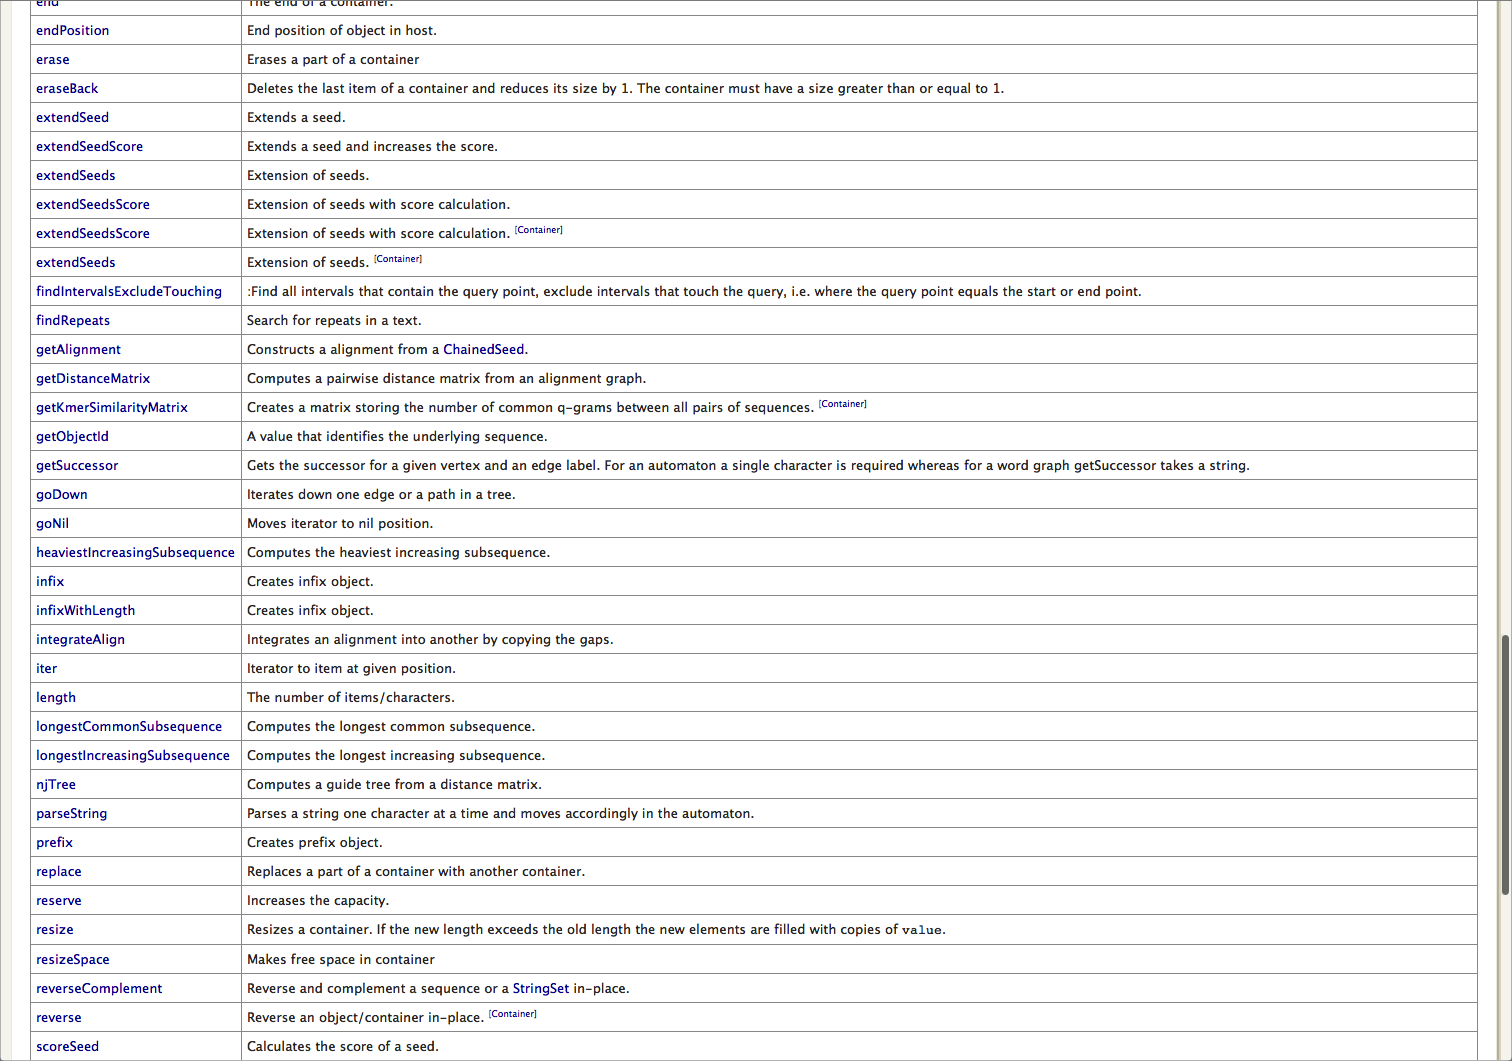 end The end of a container.
endPosition End position of object in host.
erase Erases a part of a container
eraseBack Deletes the last item of a container and reduces its size by 1. The container must have a size greater than or equal to 1.
extendSeed Extends a seed.
extendSeedScore Extends a seed and increases the score.
extendSeeds Extension of seeds.
extendSeedsScore Extension of seeds with score calculation.
extendSeedsScore Extension of seeds with score calculation. [Container]
extendSeeds Extension of seeds. [Container]
findIntervalsExcludeTouching :Find all intervals that contain the query point, exclude intervals that touch the query, i.e. where the query point equals the start or end point.
findRepeats Search for repeats in a text.
getAlignment Constructs a alignment from a ChainedSeed.
getDistanceMatrix Computes a pairwise distance matrix from an alignment graph.
getKmerSimilarityMatrix Creates a matrix storing the number of common q-grams between all pairs of sequences. [Container]
getObjectId A value that identifies the underlying sequence.
getSuccessor Gets the successor for a given vertex and an edge label. For an automaton a single character is required whereas for a word graph getSuccessor takes a string.
goDown Iterates down one edge or a path in a tree.
goNil Moves iterator to nil position.
heaviestIncreasingSubsequence Computes the heaviest increasing subsequence.
infix Creates infix object.
infixWithLength Creates infix object.
integrateAlign Integrates an alignment into another by copying the gaps.
iter Iterator to item at given position.
length The number of items/characters.
longestCommonSubsequence Computes the longest common subsequence.
longestIncreasingSubsequence Computes the longest increasing subsequence.
njTree Computes a guide tree from a distance matrix.
parseString Parses a string one character at a time and moves accordingly in the automaton.
prefix Creates prefix object.
replace Replaces a part of a container with another container.
reserve Increases the capacity.
resize Resizes a container. If the new length exceeds the old length the new elements are filled with copies of value.
resizeSpace Makes free space in container
reverseComplement Reverse and complement a sequence or a StringSet in-place.
reverse Reverse an object/container in-place. [Container]
scoreSeed Calculates the score of a seed.